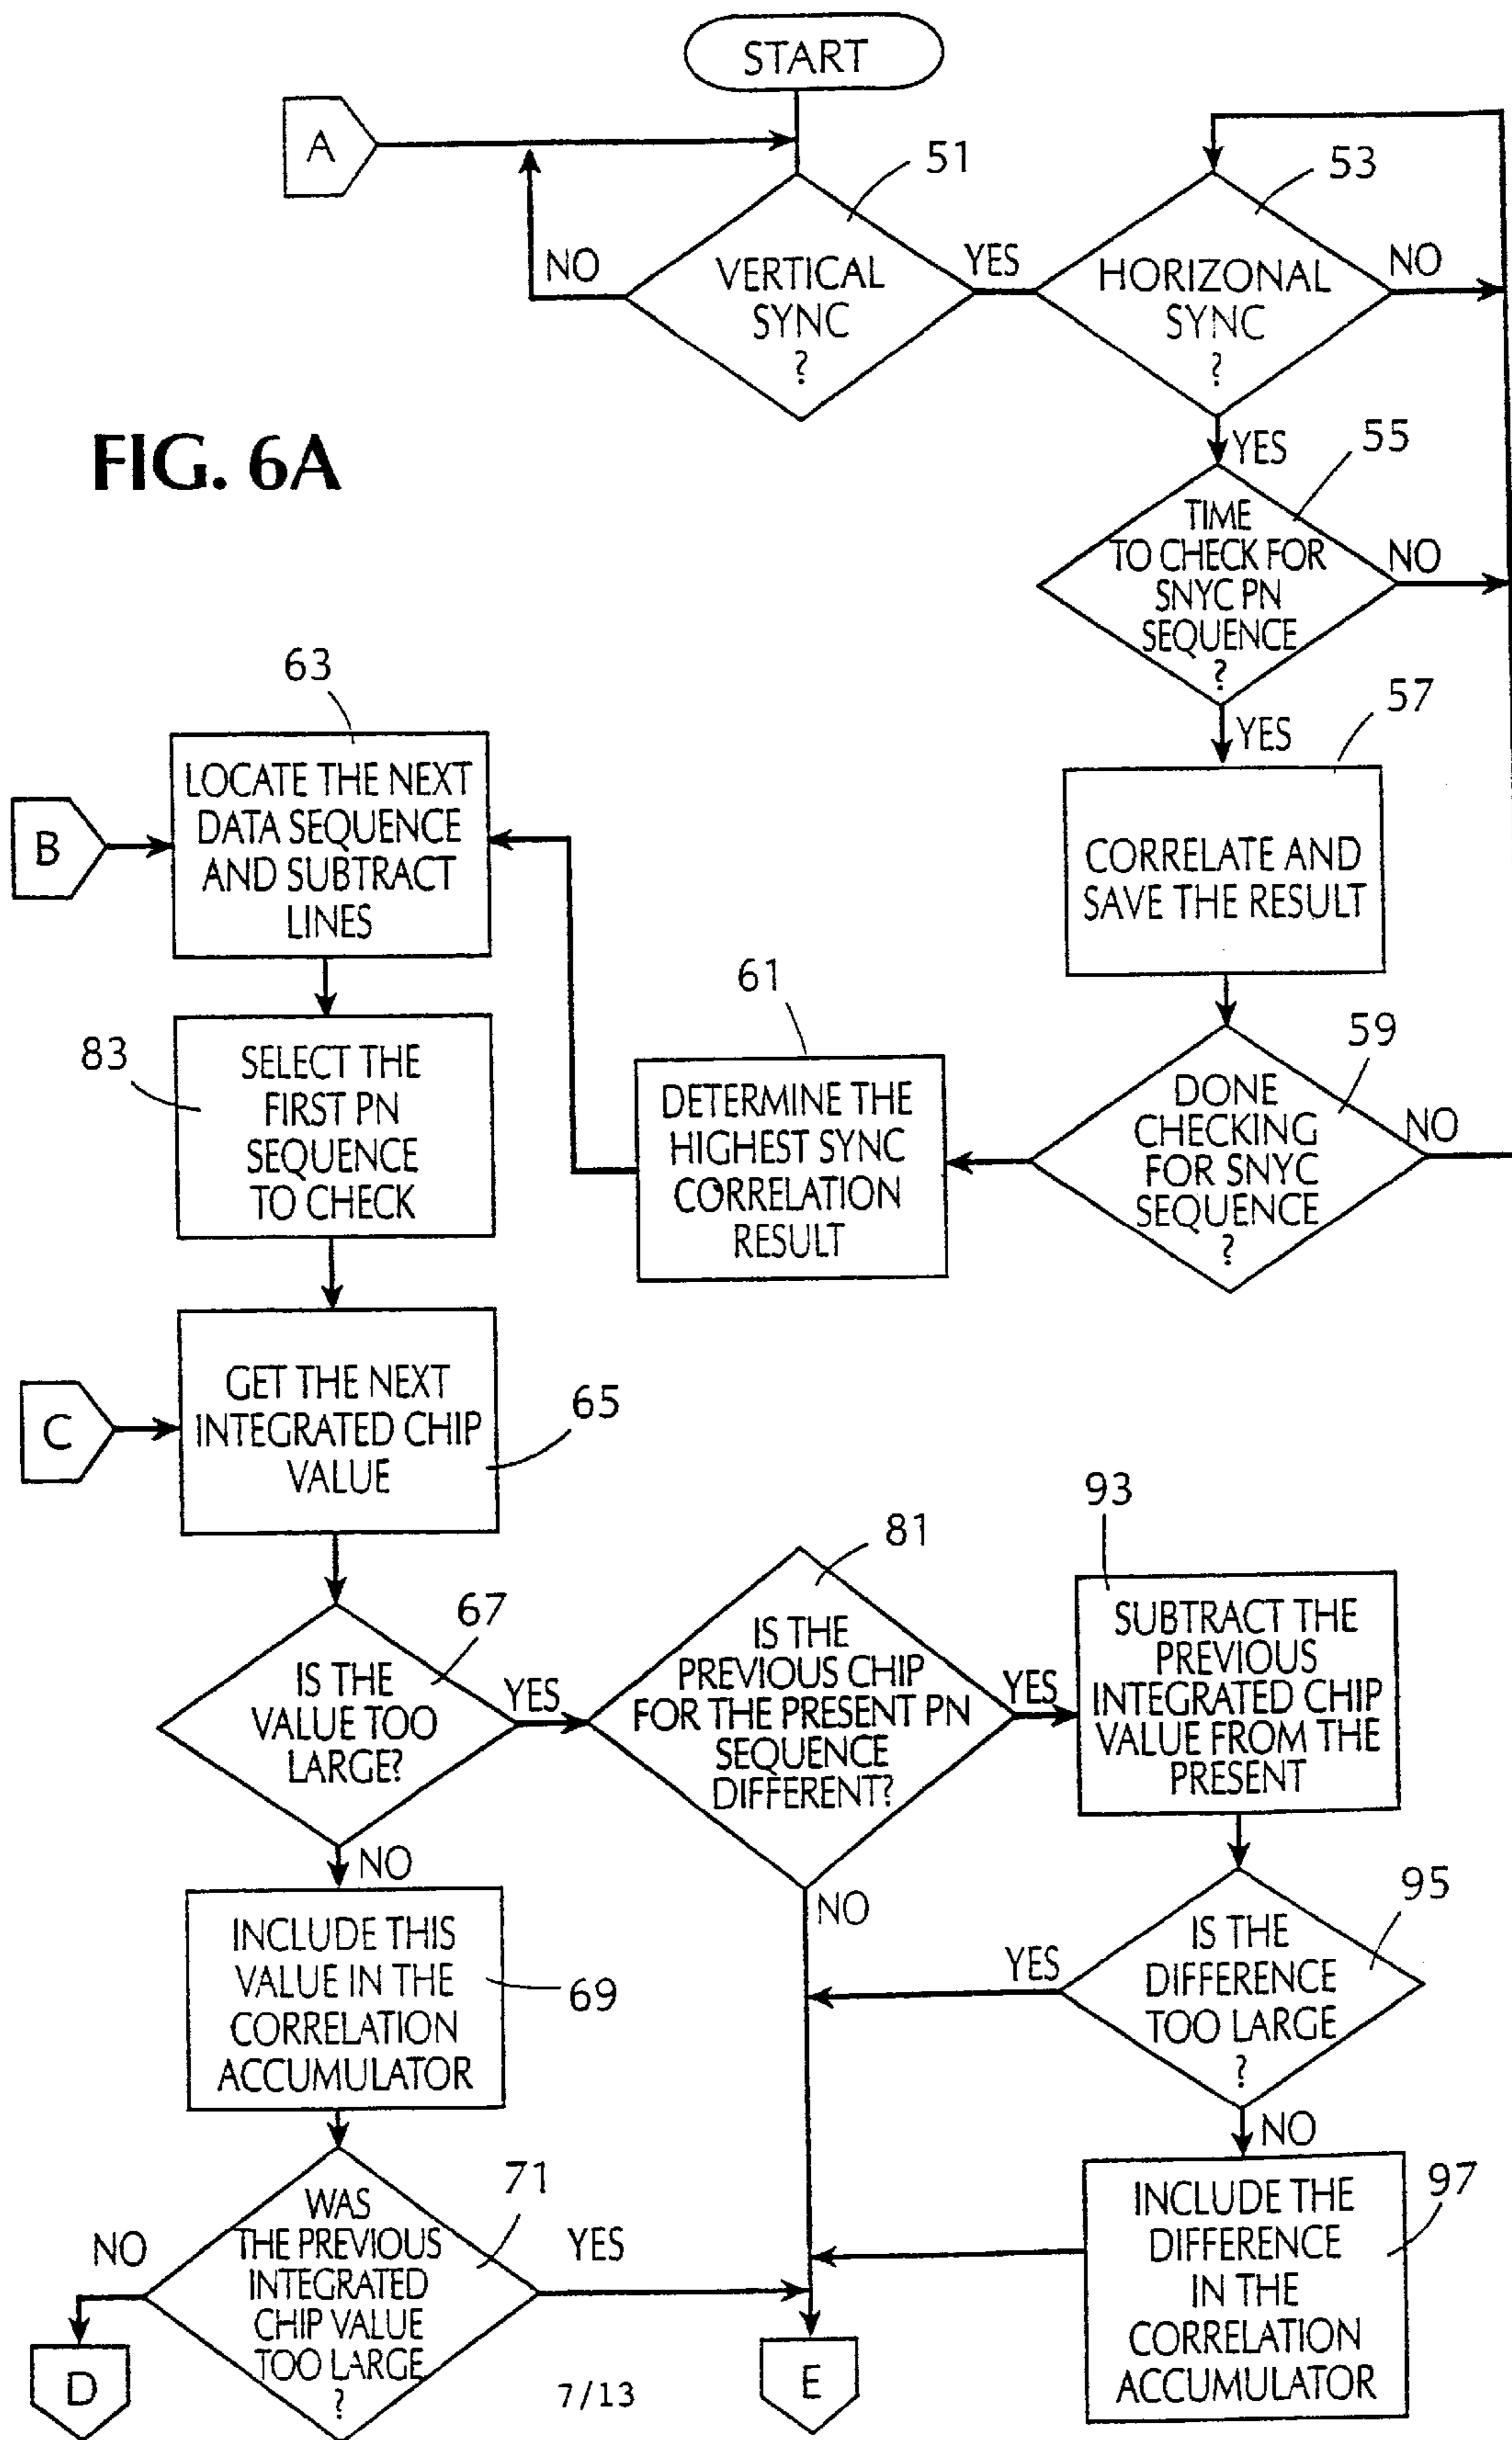 START
A
51
53
NO
VERTICAL
SYNC
?
YES
HORIZONAL
SYNC
?
NO
FIG. 6A
YES
55
TIME
TO CHECK FOR
SNYC PN
SEQUENCE
?
NO
63
57
YES
LOCATE THE NEXT
DATA SEQUENCE
AND SUBTRACT
LINES
B
CORRELATE AND
SAVE THE RESULT
61
59
83
SELECT THE
FIRST PN
SEQUENCE
TO CHECK
DETERMINE THE
HIGHEST SYNC
CORRELATION
RESULT
DONE
CHECKING
FOR SNYC
SEQUENCE
?
NO
C
GET THE NEXT
INTEGRATED CHIP
VALUE
65
93
81
67
IS THE
VALUE TOO
LARGE?
YES
IS THE
PREVIOUS CHIP
FOR THE PRESENT PN
SEQUENCE
DIFFERENT?
YES
SUBTRACT THE
PREVIOUS
INTEGRATED CHIP
VALUE FROM THE
PRESENT
NO
NO
95
INCLUDE THIS
VALUE IN THE
CORRELATION
ACCUMULATOR
69
YES
IS THE
DIFFERENCE
TOO LARGE
?
NO
71
97
NO
WAS
THE PREVIOUS
INTEGRATED
CHIP VALUE
TOO LARGE
?
YES
INCLUDE THE
DIFFERENCE
IN THE
CORRELATION
ACCUMULATOR
D
7/13
E